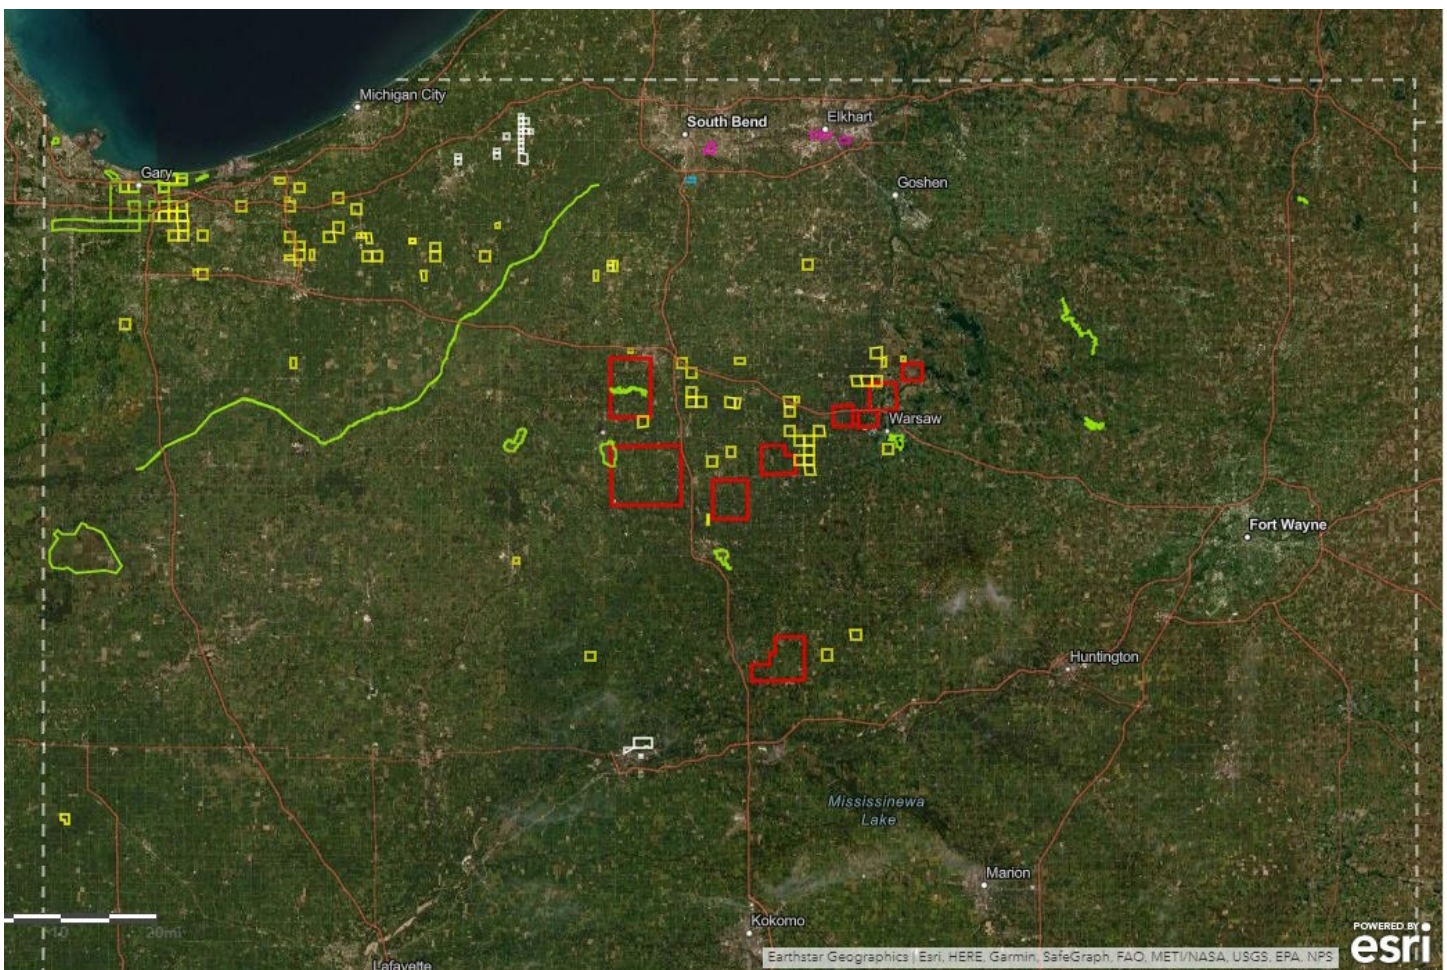 Michigan City
South Bend
Elkhart
Gary
Goshen
Warsaw
Fort Wayne
Huntington
Mississinewa
Lake
Marion
Kokomo
10 20mi
Lafayette
Earthstar Geographics | Esri, HERE, Garmin, SafeGraph, FAO, METI/NASA, USGS, EPA, NPS
POWERED BY
esri